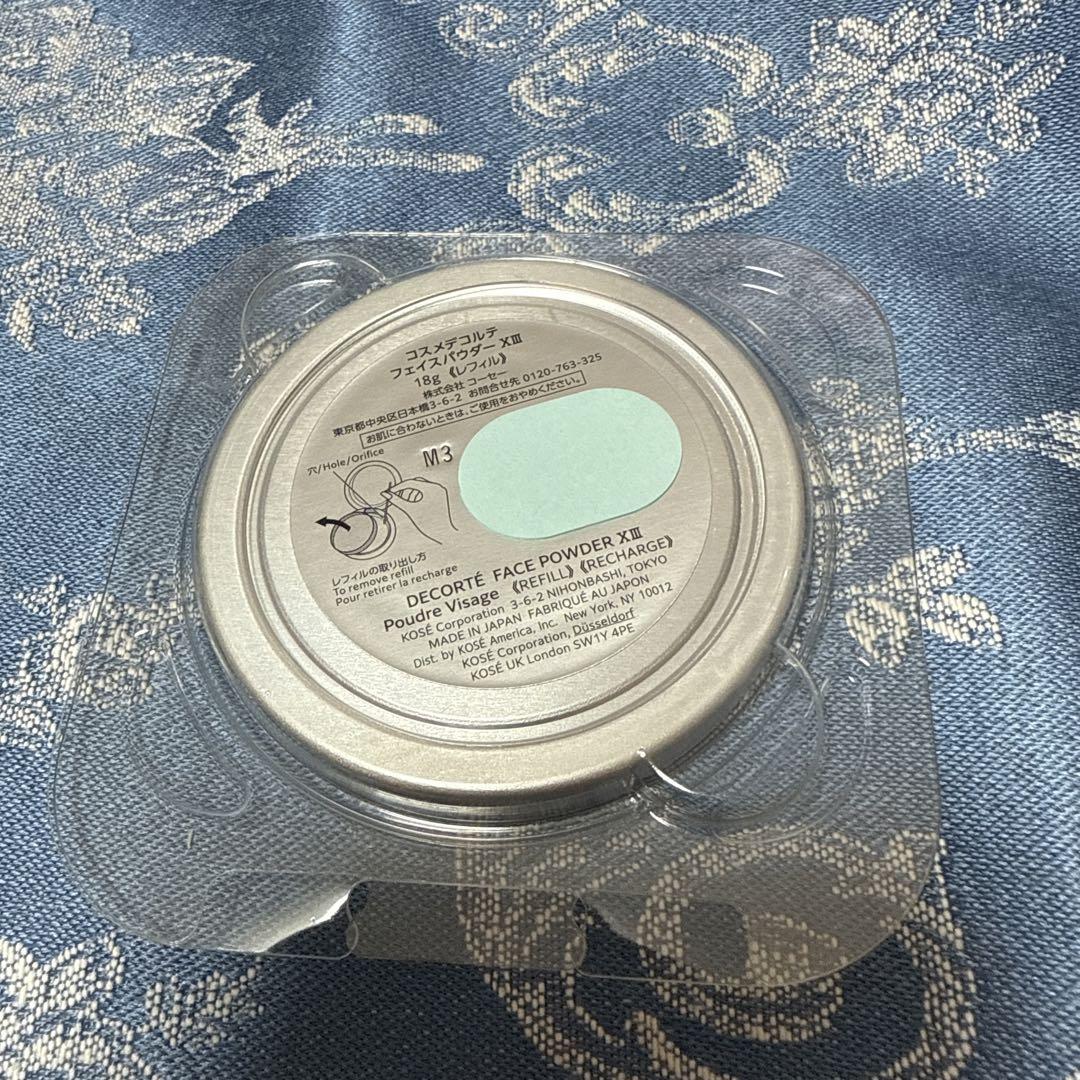 コスメデコルテ
フェイスパウダー XⅢ
18g 《レフィル》
株式会社 コーセー
東京都中央区日本橋3-6-2 お問合せ先 0120-763-325
お肌に合わないときは、ご使用をおやめください。
M3
穴/Hole/Orifice
レフィルの取り出し方
To remove refill
Pour retirer la recharge
DECORTÉ FACE POWDER XⅢ
Poudre Visage 《REFILL》《RECHARGE》
KOSÉ Corporation 3-6-2 NIHONBASHI, TOKYO
MADE IN JAPAN FABRIQUÉ AU JAPON
Dist. by KOSÉ America, Inc. New York, NY 10012
KOSÉ Corporation, Düsseldorf
KOSÉ UK London SW1Y 4PE